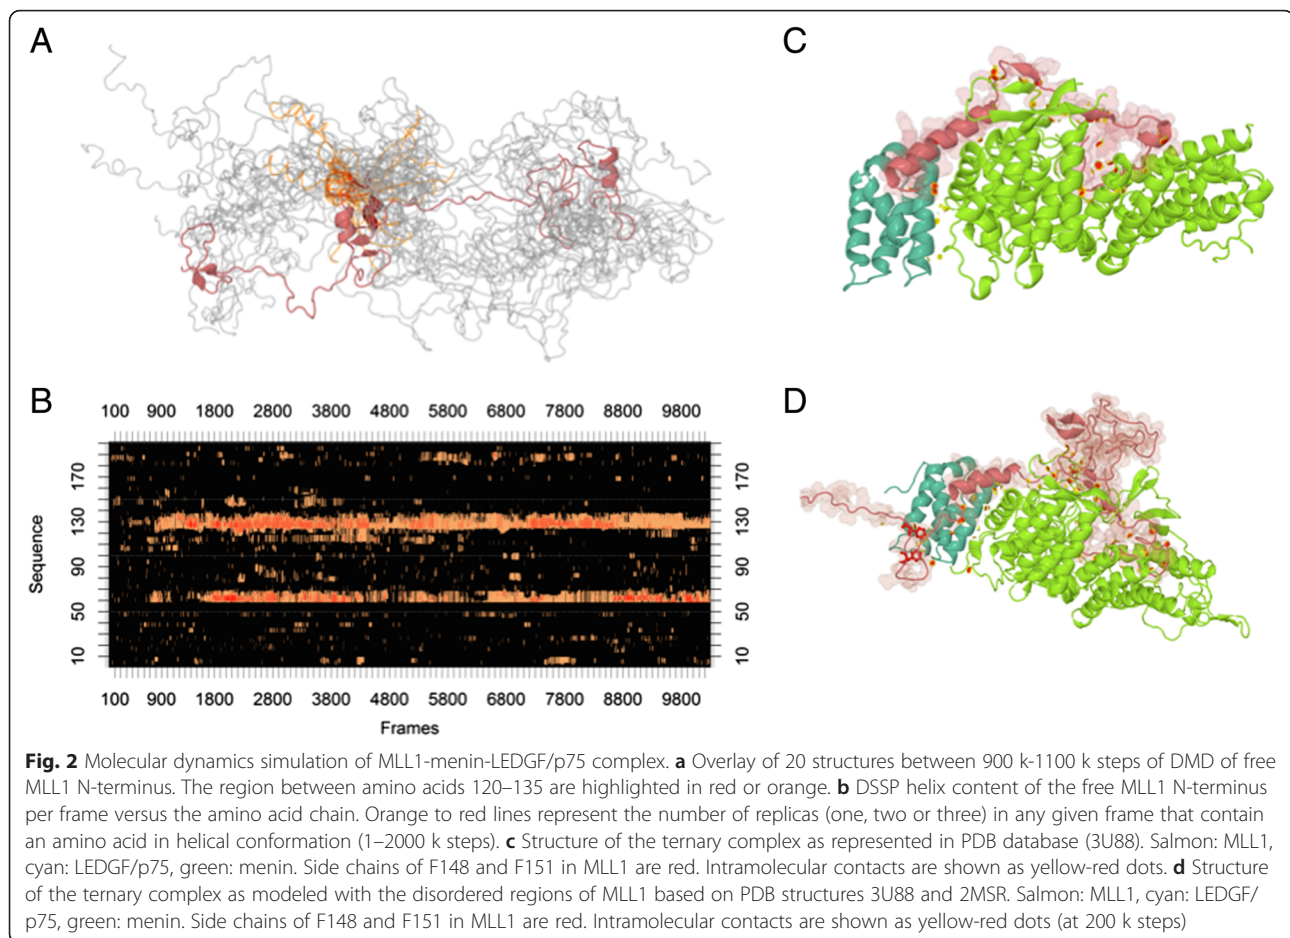 A
C
B
100 900 1800 2800 3800 4800 5800 6800 7800 8800 9800
Sequence
170
130
90
50
10
170
130
90
50
10
100 900 1800 2800 3800 4800 5800 6800 7800 8800 9800
Frames
D
Fig. 2 Molecular dynamics simulation of MLL1-menin-LEDGF/p75 complex. a Overlay of 20 structures between 900 k-1100 k steps of DMD of free
MLL1 N-terminus. The region between amino acids 120–135 are highlighted in red or orange. b DSSP helix content of the free MLL1 N-terminus
per frame versus the amino acid chain. Orange to red lines represent the number of replicas (one, two or three) in any given frame that contain
an amino acid in helical conformation (1–2000 k steps). c Structure of the ternary complex as represented in PDB database (3U88). Salmon: MLL1,
cyan: LEDGF/p75, green: menin. Side chains of F148 and F151 in MLL1 are red. Intramolecular contacts are shown as yellow-red dots. d Structure
of the ternary complex as modeled with the disordered regions of MLL1 based on PDB structures 3U88 and 2MSR. Salmon: MLL1, cyan: LEDGF/
p75, green: menin. Side chains of F148 and F151 in MLL1 are red. Intramolecular contacts are shown as yellow-red dots (at 200 k steps)